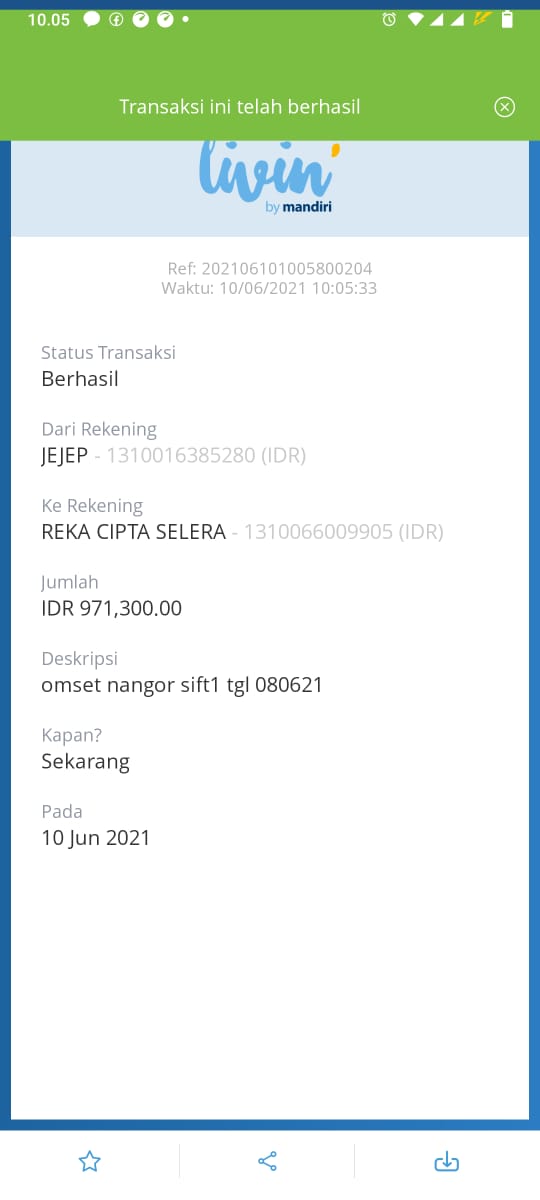 10.05
Transaksi ini telah berhasil
livin'
by mandiri
Ref: 202106101005800204
Waktu: 10/06/2021 10:05:33
Status Transaksi
Berhasil
Dari Rekening
JEJEP - 1310016385280 (IDR)
Ke Rekening
REKA CIPTA SELERA - 1310066009905 (IDR)
Jumlah
IDR 971,300.00
Deskripsi
omset nangor sift1 tgl 080621
Kapan?
Sekarang
Pada
10 Jun 2021